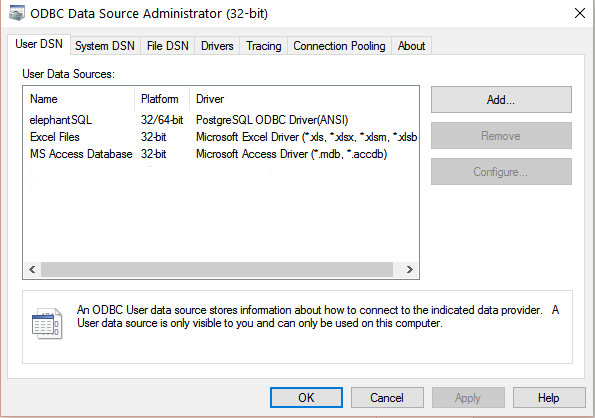 ODBC Data Source Administrator (32-bit)
User DSN System DSN File DSN Drivers Tracing Connection Pooling About
User Data Sources:
Name Platform Driver
elephantSQL 32/64-bit PostgreSQL ODBC Driver(ANSI)
Excel Files 32-bit Microsoft Excel Driver (*.xls, *.xlsx, *.xlsm, *.xlsb
MS Access Database 32-bit Microsoft Access Driver (*.mdb, *.accdb)
Add...
Remove
Configure...
An ODBC User data source stores information about how to connect to the indicated data provider. A
User data source is only visible to you and can only be used on this computer.
OK Cancel Apply Help